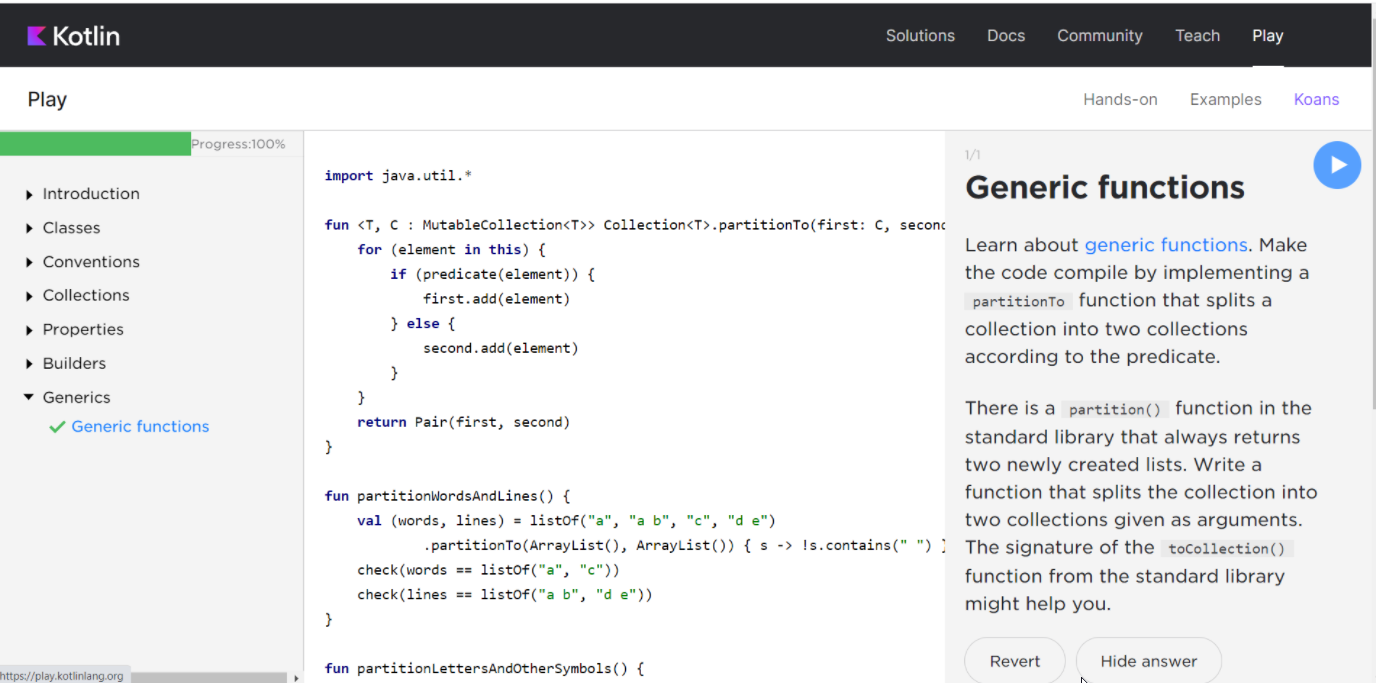 Kotlin
Solutions Docs Community Teach Play
Play
Hands-on Examples Koans
Progress:100%
Introduction
Classes
Conventions
Collections
Properties
Builders
Generics
Generic functions
import java.util.*
fun <T, C : MutableCollection<T>> Collection<T>.partitionTo(first: C, second
for (element in this) {
if (predicate(element)) {
first.add(element)
} else {
second.add(element)
}
}
return Pair(first, second)
}
fun partitionWordsAndLines() {
val (words, lines) = listOf("a", "a b", "c", "d e")
.partitionTo(ArrayList(), ArrayList()) { s -> !s.contains(" ") }
check(words == listOf("a", "c"))
check(lines == listOf("a b", "d e"))
}
fun partitionLettersAndOtherSymbols() {
1/1
Generic functions
Learn about generic functions. Make
the code compile by implementing a
partitionTo function that splits a
collection into two collections
according to the predicate.
There is a partition() function in the
standard library that always returns
two newly created lists. Write a
function that splits the collection into
two collections given as arguments.
The signature of the toCollection()
function from the standard library
might help you.
Revert Hide answer
https://play.kotlinlang.org